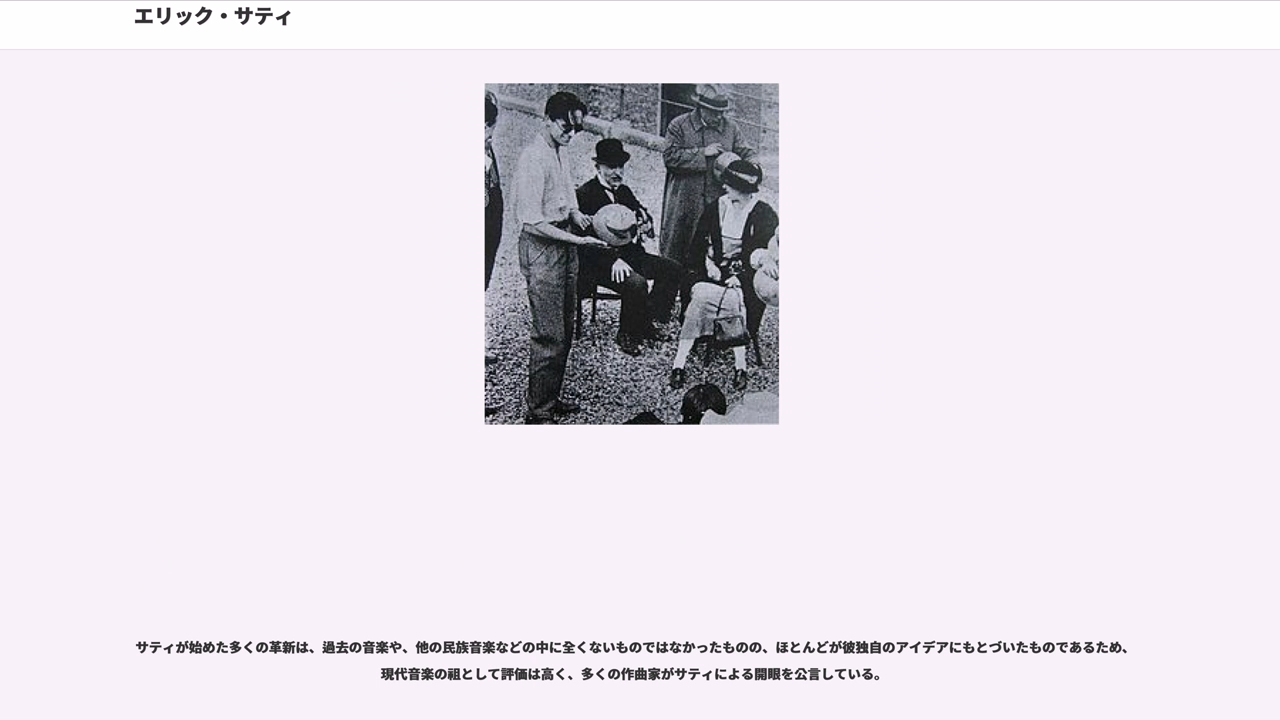 エリック・サティ
サティが始めた多くの革新は、過去の音楽や、他の民族音楽などの中に全くないものではなかったものの、ほとんどが彼独自のアイデアにもとづいたものであるため、
現代音楽の祖として評価は高く、多くの作曲家がサティによる開眼を公言している。